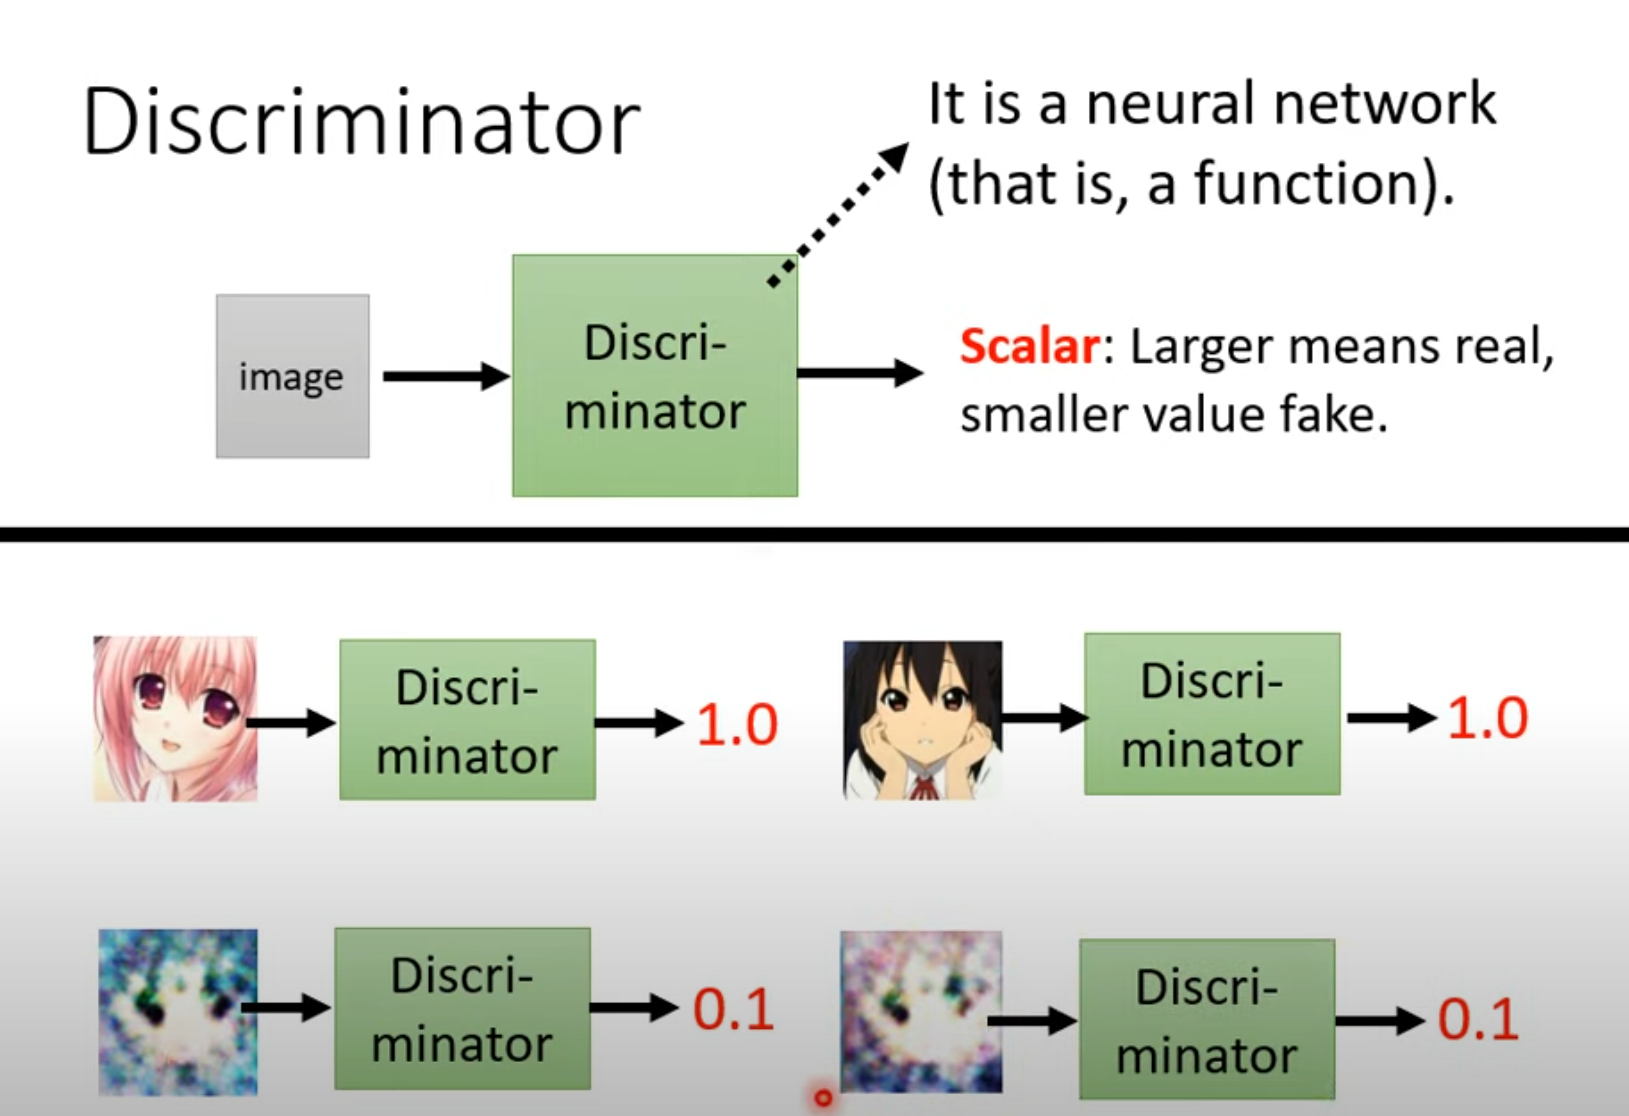 Discriminator
It is a neural network
(that is, a function).
image
Discri-
minator
Scalar: Larger means real,
smaller value fake.
Discri-
minator
1.0
Discri-
minator
1.0
Discri-
minator
0.1
Discri-
minator
0.1